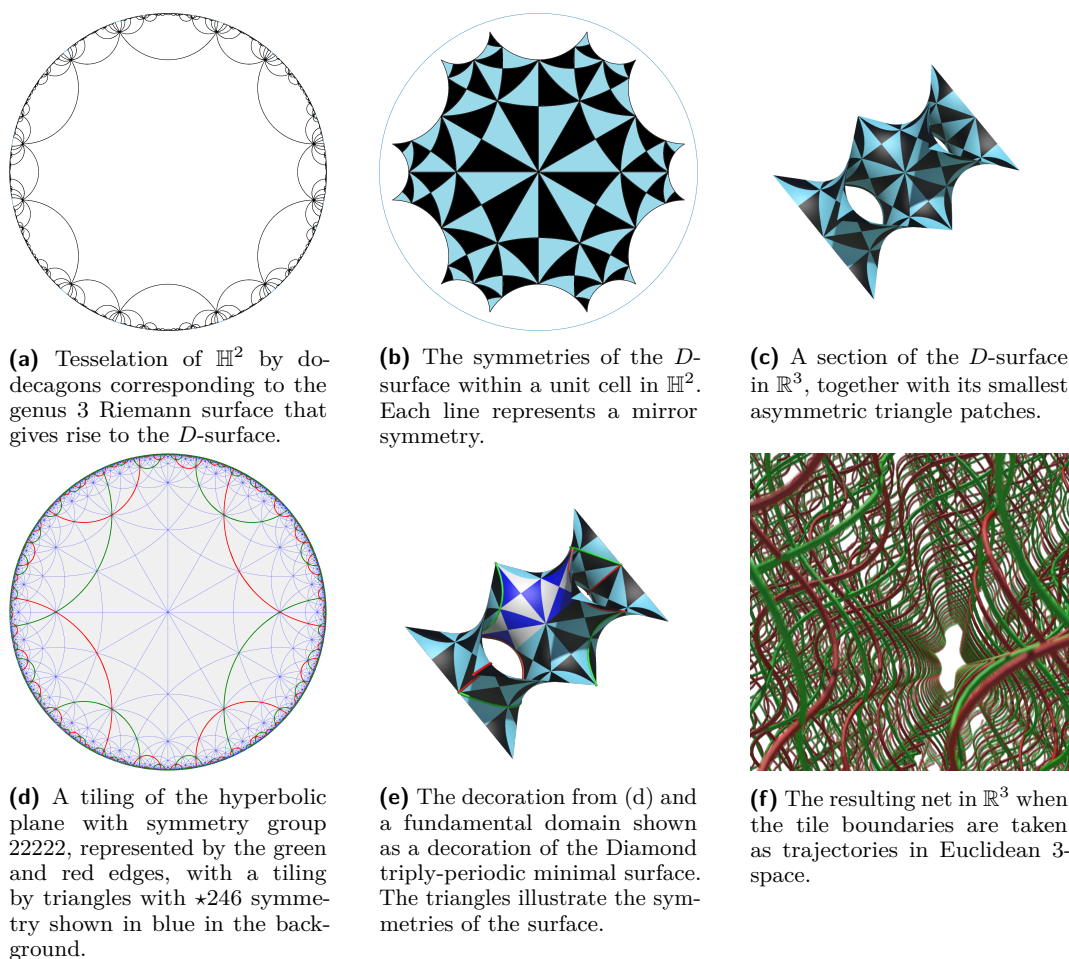 (a) Tesselation of ℍ² by do-
decagons corresponding to the
genus 3 Riemann surface that
gives rise to the D-surface.
(b) The symmetries of the D-
surface within a unit cell in ℍ².
Each line represents a mirror
symmetry.
(c) A section of the D-surface
in ℝ³, together with its smallest
asymmetric triangle patches.
(d) A tiling of the hyperbolic
plane with symmetry group
22222, represented by the green
and red edges, with a tiling
by triangles with ⋆246 symme-
try shown in blue in the back-
ground.
(e) The decoration from (d) and
a fundamental domain shown
as a decoration of the Diamond
triply-periodic minimal surface.
The triangles illustrate the sym-
metries of the surface.
(f) The resulting net in ℝ³ when
the tile boundaries are taken
as trajectories in Euclidean 3-
space.